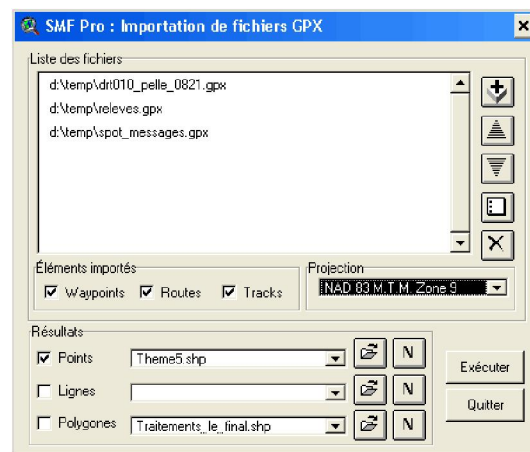 SMF Pro : Importation de fichiers GPX
Liste des fichiers
d:\temp\drt010_pelle_0821.gpx
d:\temp\releves.gpx
d:\temp\spot_messages.gpx
Éléments importés
Waypoints Routes Tracks
Projection
NAD 83 M.T.M. Zone 9
Résultats
Points Theme5.shp N
Lignes N
Polygones Traitements_le_final.shp N
Exécuter
Quitter